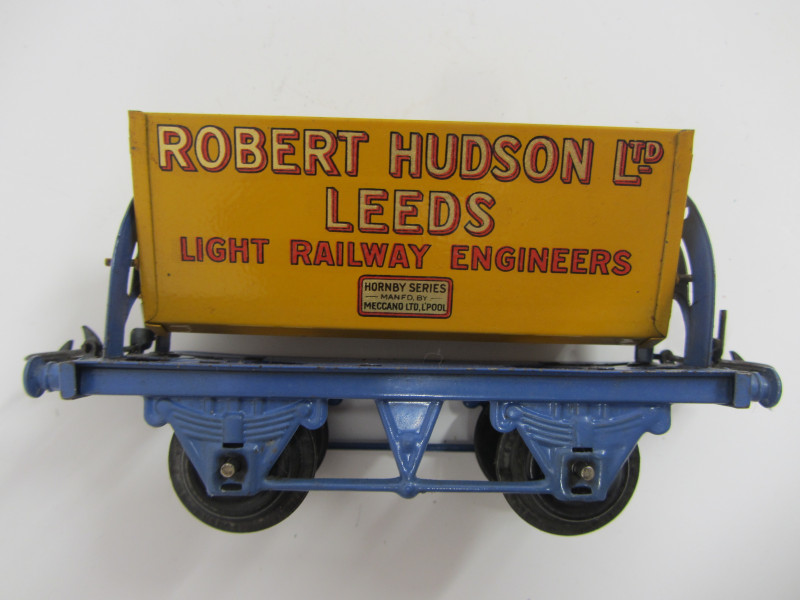 ROBERT HUDSON LTD
LEEDS
LIGHT RAILWAY ENGINEERS
HORNBY SERIES
MANFD. BY
MECCANO LTD, L'POOL